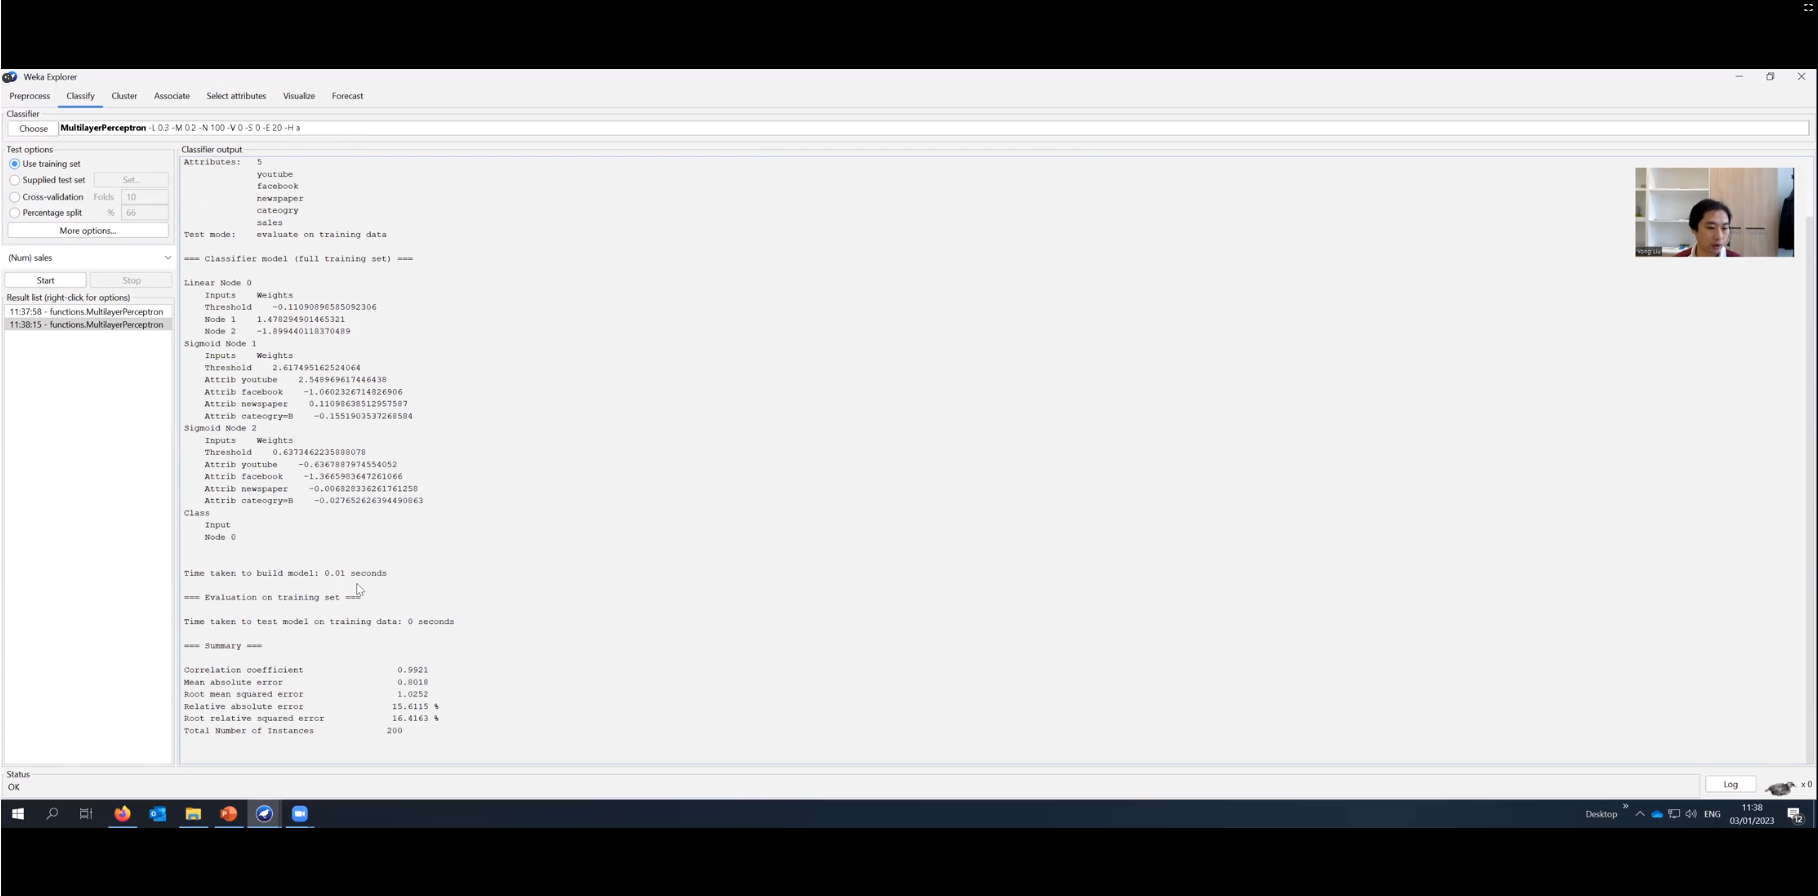 Weka Explorer
Preprocess Classify Cluster Associate Select attributes Visualize Forecast
Classifier
Choose MultilayerPerceptron -L 0.3 -M 0.2 -N 100 -V 0 -S 0 -E 20 -H a
Test options
Use training set
Supplied test set Set...
Cross-validation Folds 10
Percentage split % 66
More options...
(Num) sales
Start Stop
Result list (right-click for options)
11:37:58 - functions.MultilayerPerceptron
11:38:15 - functions.MultilayerPerceptron
Classifier output
Attributes: 5
youtube
facebook
newspaper
cateogry
sales
Test mode: evaluate on training data
=== Classifier model (full training set) ===
Linear Node 0
Inputs Weights
Threshold -0.11090898585092306
Node 1 1.478294901465321
Node 2 -1.899440118370489
Sigmoid Node 1
Inputs Weights
Threshold 2.617495162524064
Attrib youtube 2.548969617446438
Attrib facebook -1.0602326714826906
Attrib newspaper 0.11098638512957587
Attrib cateogry=B -0.1551903537268584
Sigmoid Node 2
Inputs Weights
Threshold 0.6373462235888078
Attrib youtube -0.6367887974554052
Attrib facebook -1.3665983647261066
Attrib newspaper -0.006828336261761258
Attrib cateogry=B -0.027652626394490863
Class
Input
Node 0
Time taken to build model: 0.01 seconds
=== Evaluation on training set ===
Time taken to test model on training data: 0 seconds
=== Summary ===
Correlation coefficient 0.9921
Mean absolute error 0.8018
Root mean squared error 1.0252
Relative absolute error 15.6115 %
Root relative squared error 16.4163 %
Total Number of Instances 200
Yong Liu
Status
OK
Log x 0
Desktop ENG
11:38
03/01/2023
12